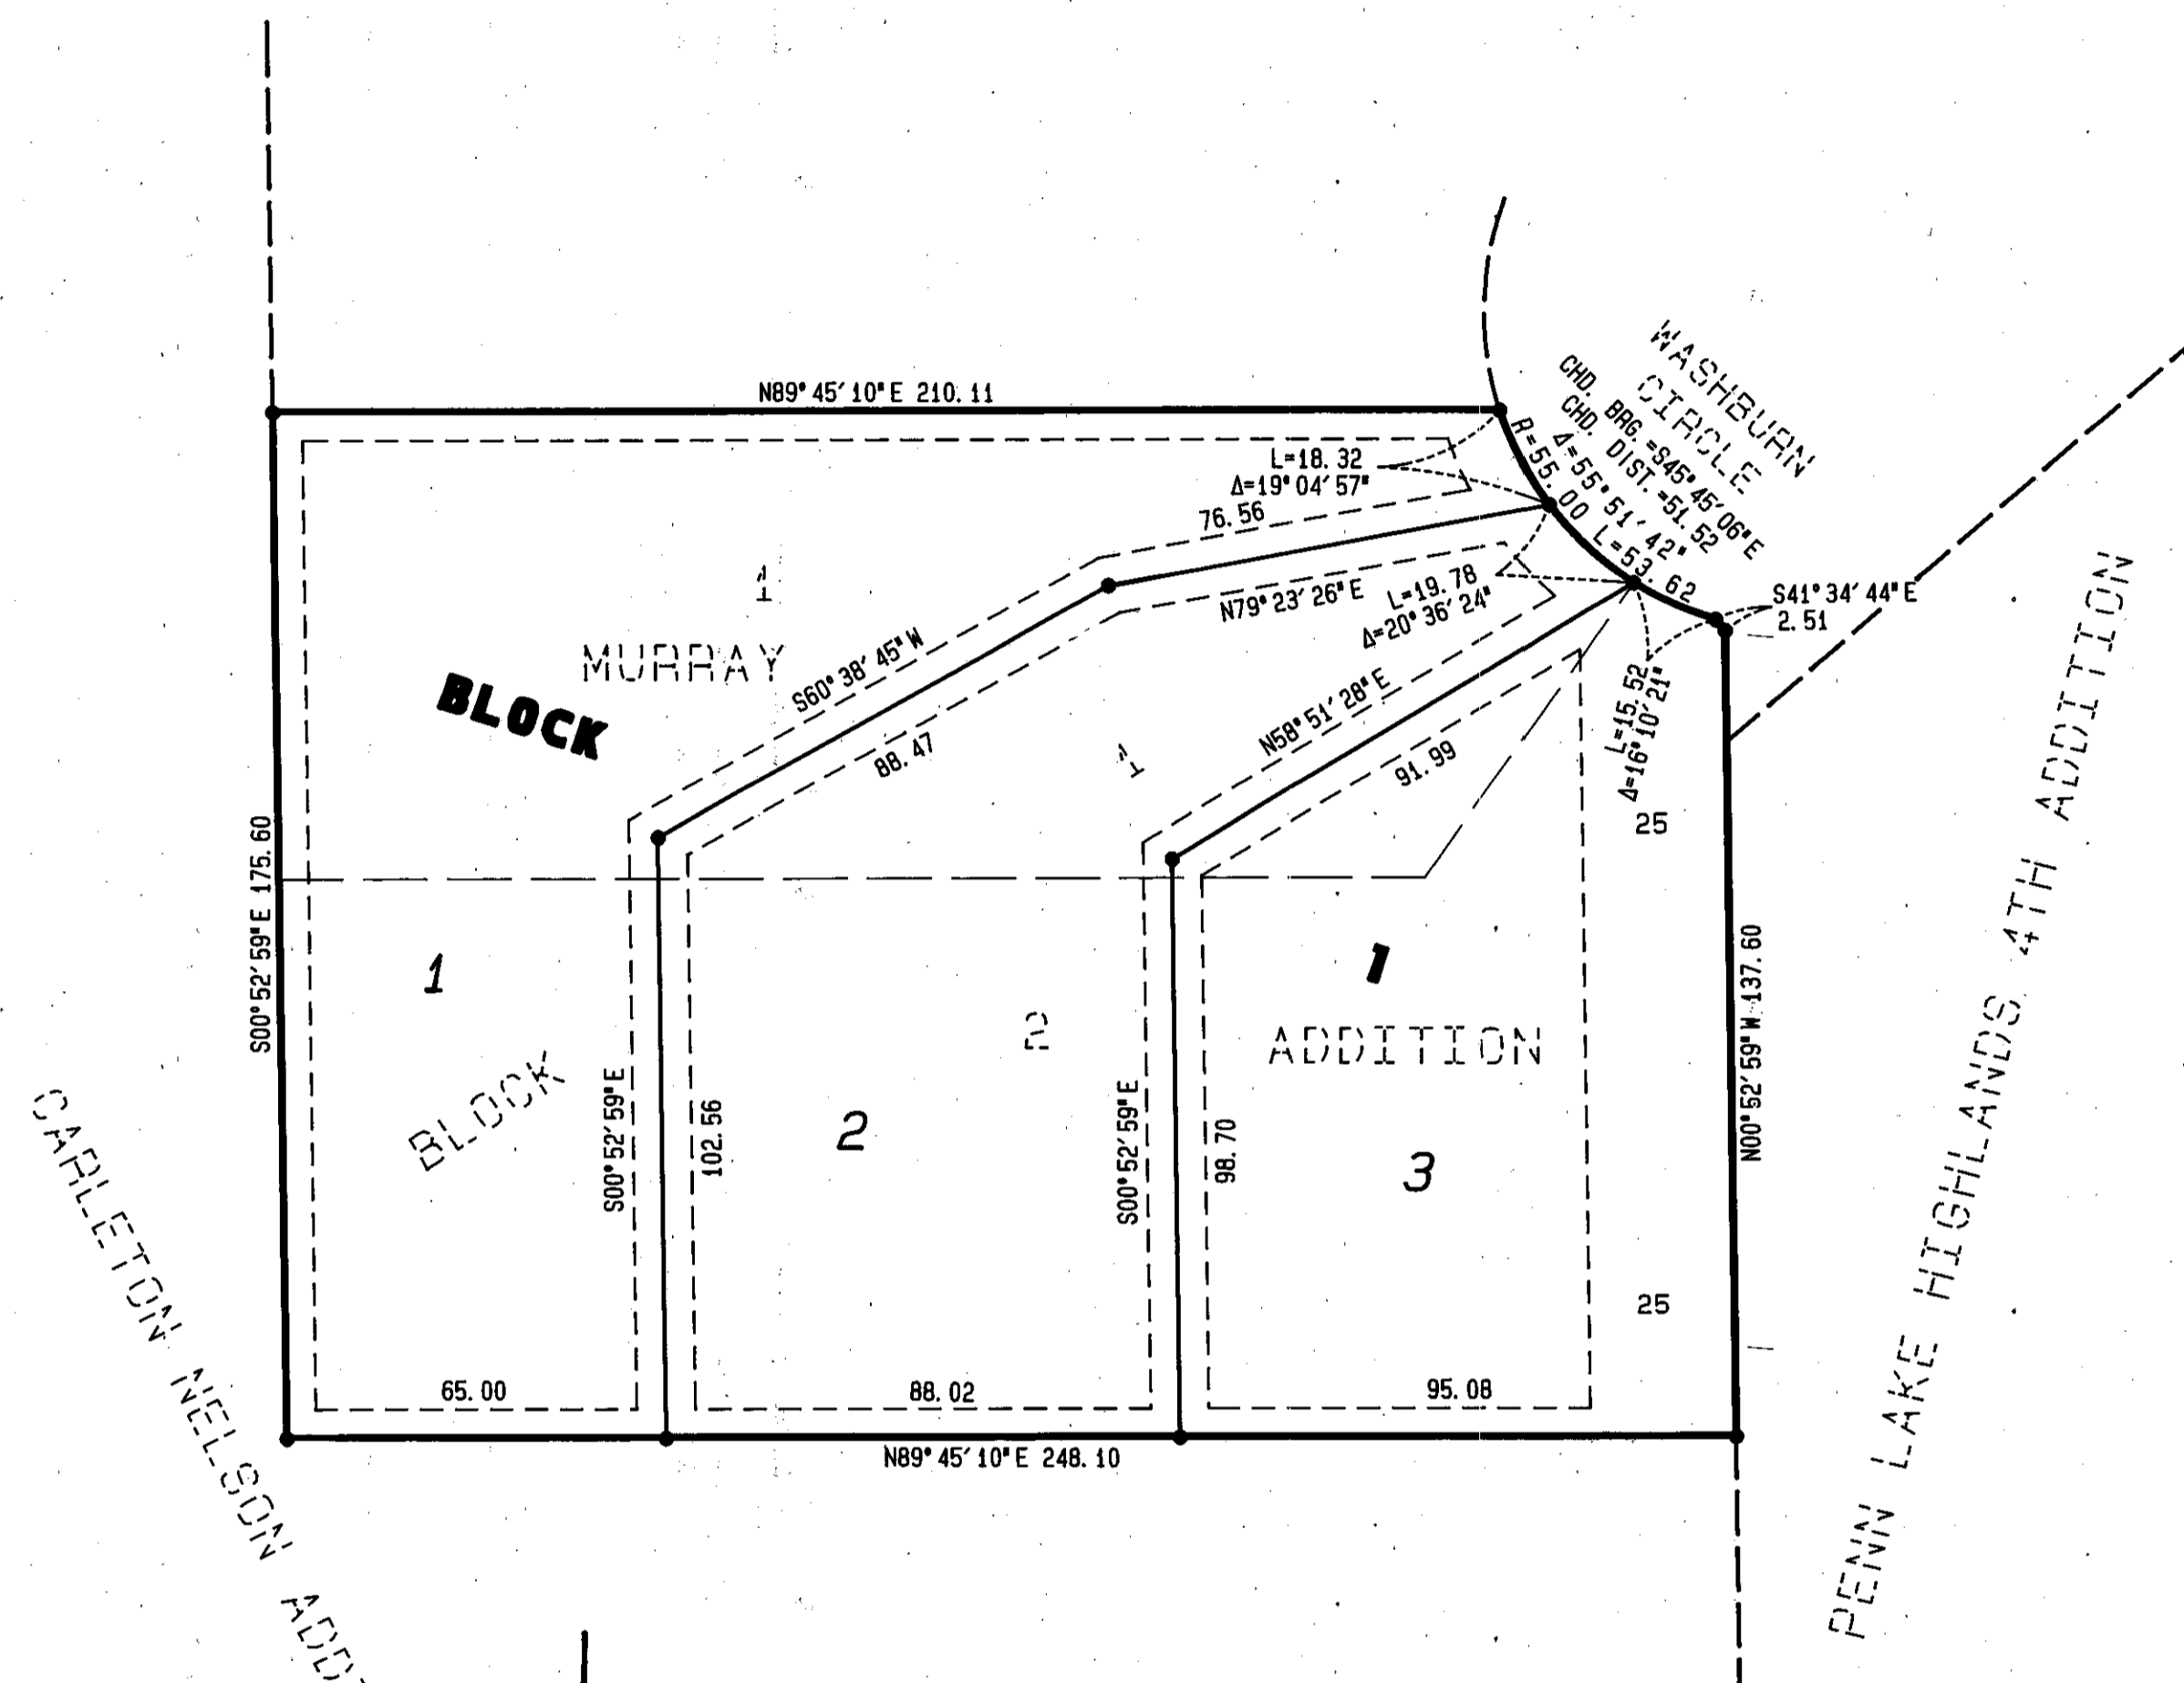 N89°45'10"E 210.11
WASHBURN
CIRCLE
CHD. BRG. =S45°45'06"E
CHD. DIST. =51.52
Δ=55°51'42"
R=55.00 L=53.62
L=18.32
Δ=19°04'57"
76.56
N79°23'26"E
L=19.78
Δ=20°36'24"
S41°34'44"E
2.51
1
MURRAY
BLOCK
S60°38'45"W
88.47
1
N58°51'28"E
91.99
L=15.52
Δ=16°10'21"
25
S00°52'59"E 175.60
1
BLOCK
S00°52'59"E
102.56
2
2
S00°52'59"E
98.70
1
ADDITION
3
25
N00°52'59"W 137.60
65.00
88.02
95.08
N89°45'10"E 248.10
CARLETON NELSON
PENN LAKE HIGHLANDS 4TH ADDITION